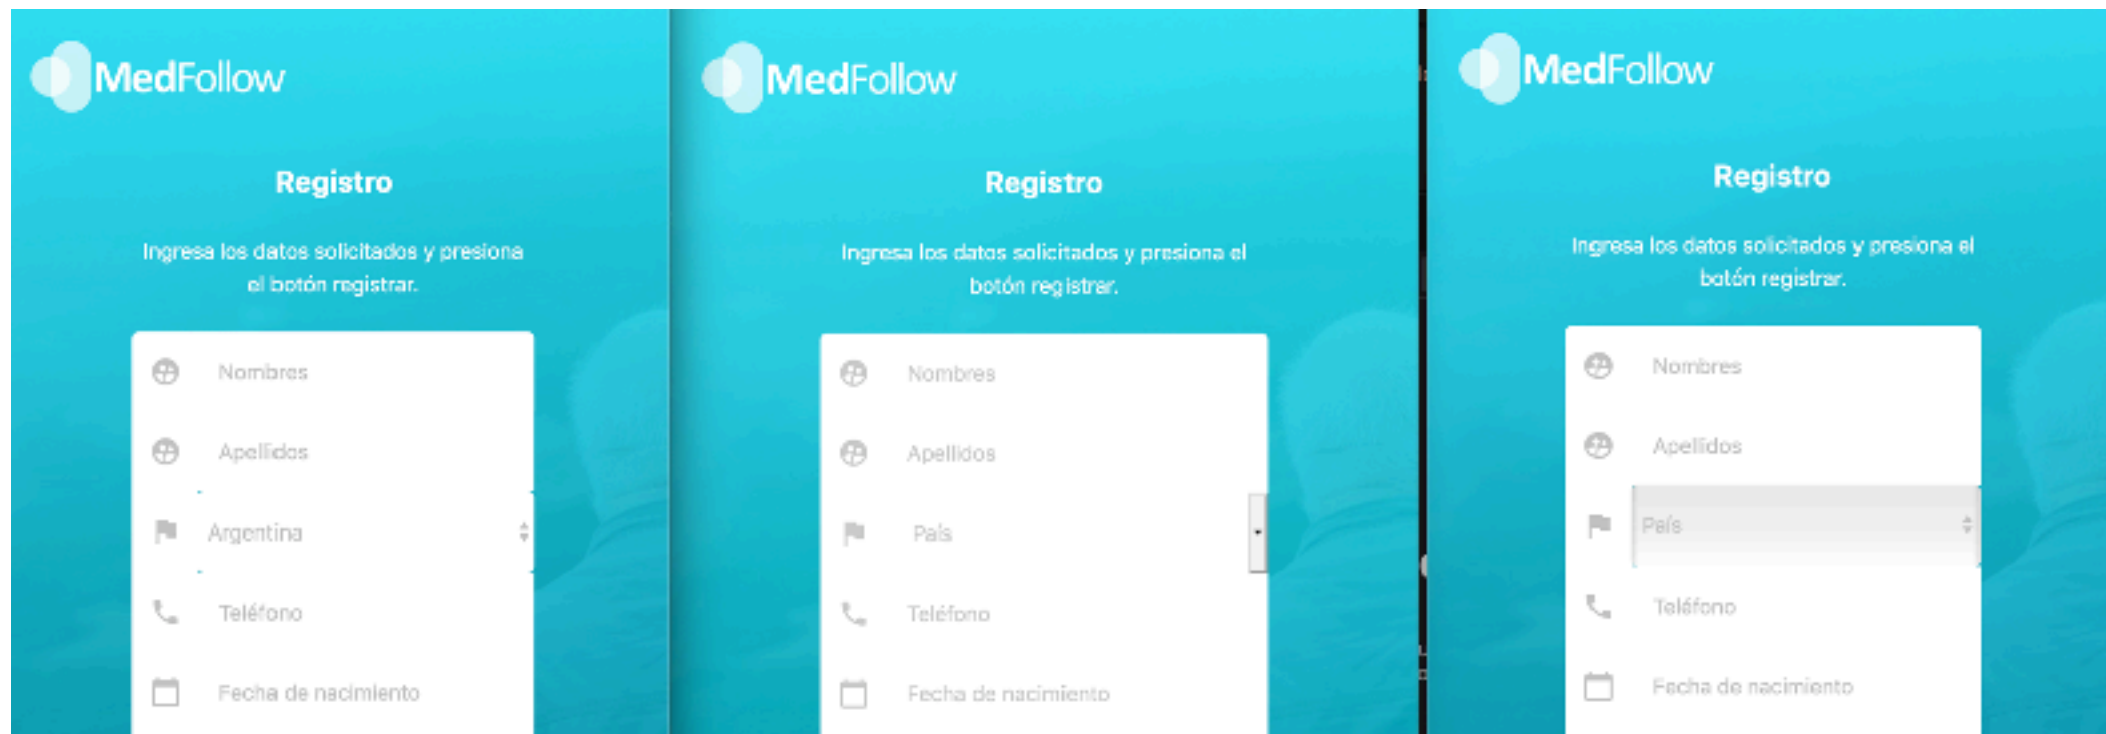 MedFollow
Registro
Ingresa los datos solicitados y presiona
el botón registrar.
Nombres
Apellidos
Argentina
Teléfono
Fecha de nacimiento
MedFollow
Registro
Ingresa los datos solicitados y presiona el
botón registrar.
Nombres
Apellidos
País
Teléfono
Fecha de nacimiento
MedFollow
Registro
Ingresa los datos solicitados y presiona el
botón registrar.
Nombres
Apellidos
País
Teléfono
Fecha de nacimiento